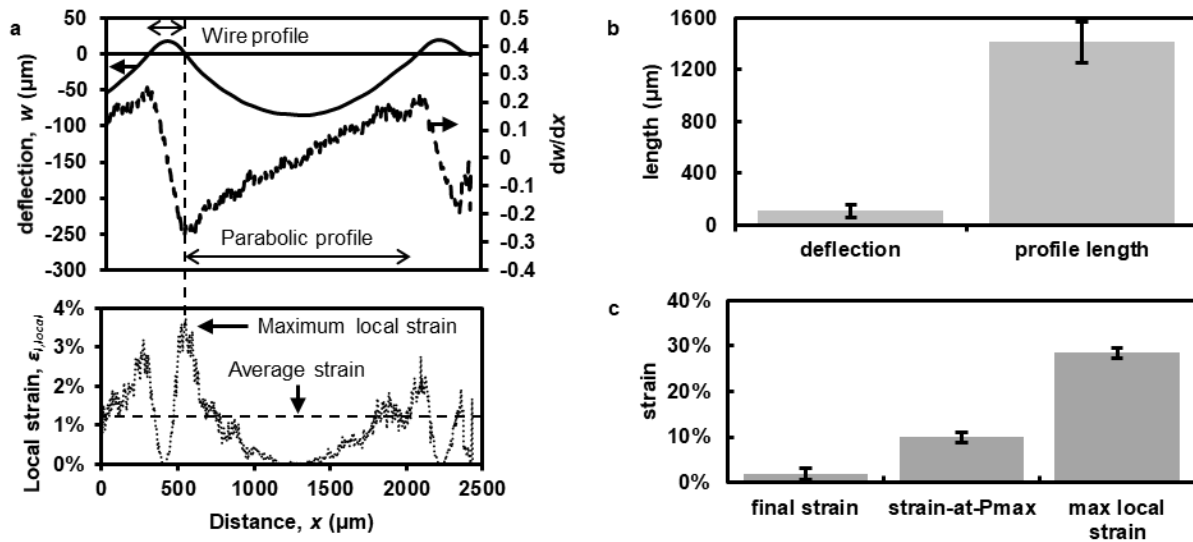 a
deflection, w (μm)
50
0
-50
-100
-150
-200
-250
-300
Wire profile
Parabolic profile
0.5
0.4
0.3
0.2
0.1
0
-0.1
-0.2
-0.3
-0.4
dw/dx
Local strain, εl,local
4%
3%
2%
1%
0%
Maximum local strain
Average strain
0 500 1000 1500 2000 2500
Distance, x (μm)
b
length (μm)
1600
1200
800
400
0
deflection profile length
c
strain
40%
30%
20%
10%
0%
final strain strain-at-Pmax max local
strain